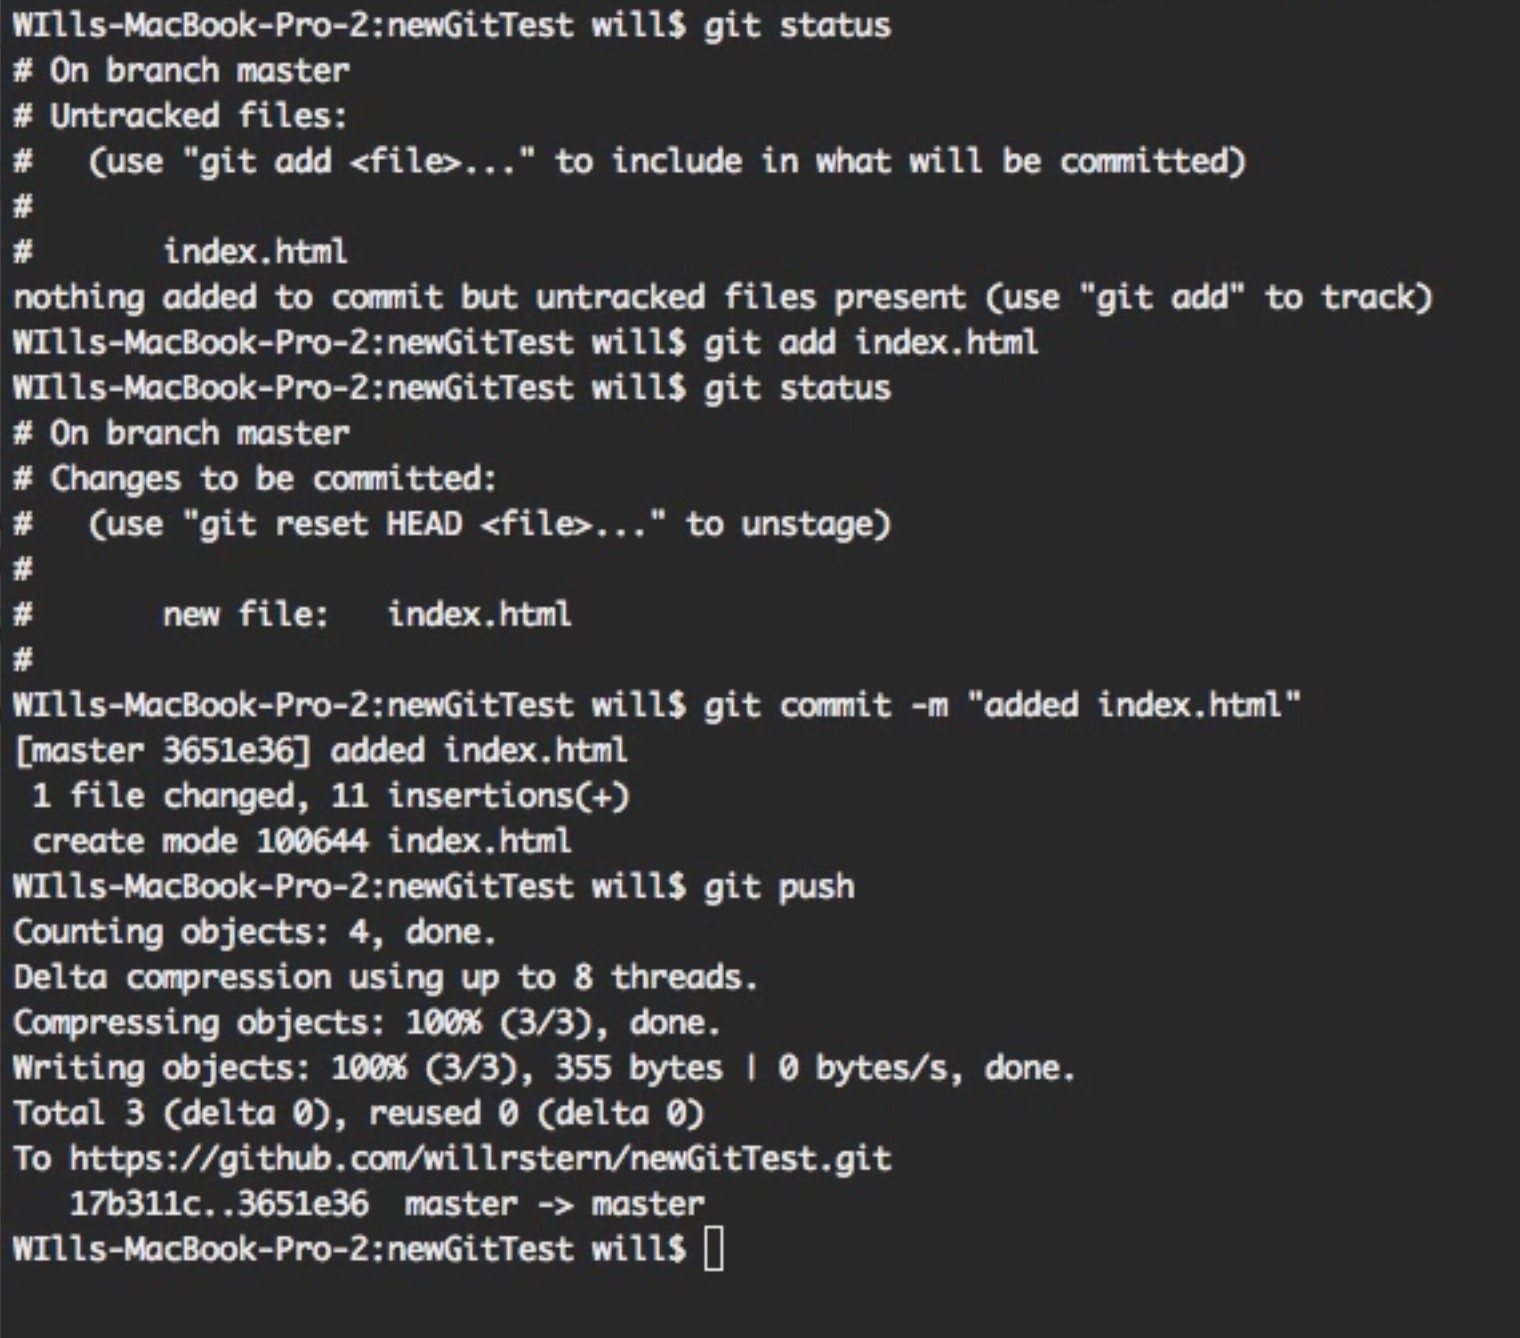 WIlls-MacBook-Pro-2:newGitTest will$ git status
# On branch master
# Untracked files:
#   (use "git add <file>..." to include in what will be committed)
#
#       index.html
nothing added to commit but untracked files present (use "git add" to track)
WIlls-MacBook-Pro-2:newGitTest will$ git add index.html
WIlls-MacBook-Pro-2:newGitTest will$ git status
# On branch master
# Changes to be committed:
#   (use "git reset HEAD <file>..." to unstage)
#
#       new file:   index.html
#
WIlls-MacBook-Pro-2:newGitTest will$ git commit -m "added index.html"
[master 3651e36] added index.html
 1 file changed, 11 insertions(+)
 create mode 100644 index.html
WIlls-MacBook-Pro-2:newGitTest will$ git push
Counting objects: 4, done.
Delta compression using up to 8 threads.
Compressing objects: 100% (3/3), done.
Writing objects: 100% (3/3), 355 bytes | 0 bytes/s, done.
Total 3 (delta 0), reused 0 (delta 0)
To https://github.com/willrstern/newGitTest.git
   17b311c..3651e36  master -> master
WIlls-MacBook-Pro-2:newGitTest will$